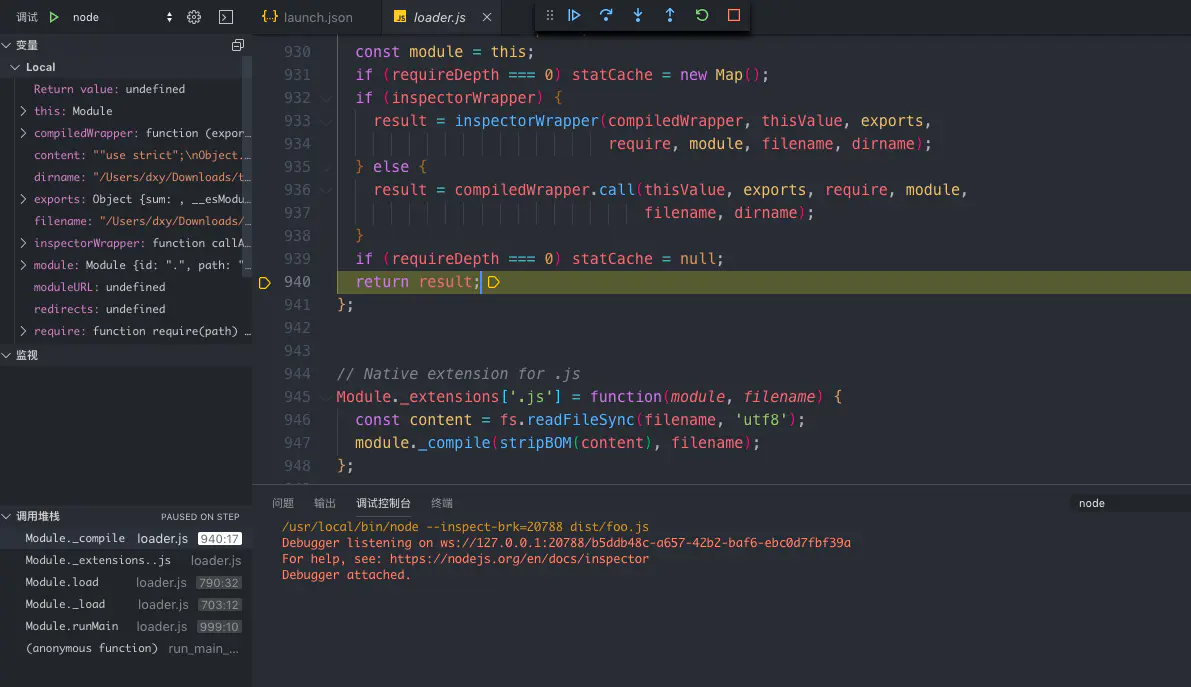 调试 node
launch.json
JS loader.js
变量
Local
Return value: undefined
this: Module
compiledWrapper: function (expor…
content: ""use strict";\nObject.…
dirname: "/Users/dxy/Downloads/t…
exports: Object {sum: , __esModu…
filename: "/Users/dxy/Downloads/…
inspectorWrapper: function callA…
module: Module {id: ".", path: "…
moduleURL: undefined
redirects: undefined
require: function require(path) …
监视
930 const module = this;
931 if (requireDepth === 0) statCache = new Map();
932 if (inspectorWrapper) {
933 result = inspectorWrapper(compiledWrapper, thisValue, exports,
934 require, module, filename, dirname);
935 } else {
936 result = compiledWrapper.call(thisValue, exports, require, module,
937 filename, dirname);
938 }
939 if (requireDepth === 0) statCache = null;
940 return result;
941 };
942
943
944 // Native extension for .js
945 Module._extensions['.js'] = function(module, filename) {
946 const content = fs.readFileSync(filename, 'utf8');
947 module._compile(stripBOM(content), filename);
948 };
调用堆栈 PAUSED ON STEP
Module._compile loader.js 940:17
Module._extensions..js loader.js
Module.load loader.js 790:32
Module._load loader.js 703:12
Module.runMain loader.js 999:10
(anonymous function) run_main_…
问题 输出 调试控制台 终端 node
/usr/local/bin/node --inspect-brk=20788 dist/foo.js
Debugger listening on ws://127.0.0.1:20788/b5ddb48c-a657-42b2-baf6-ebc0d7fbf39a
For help, see: https://nodejs.org/en/docs/inspector
Debugger attached.